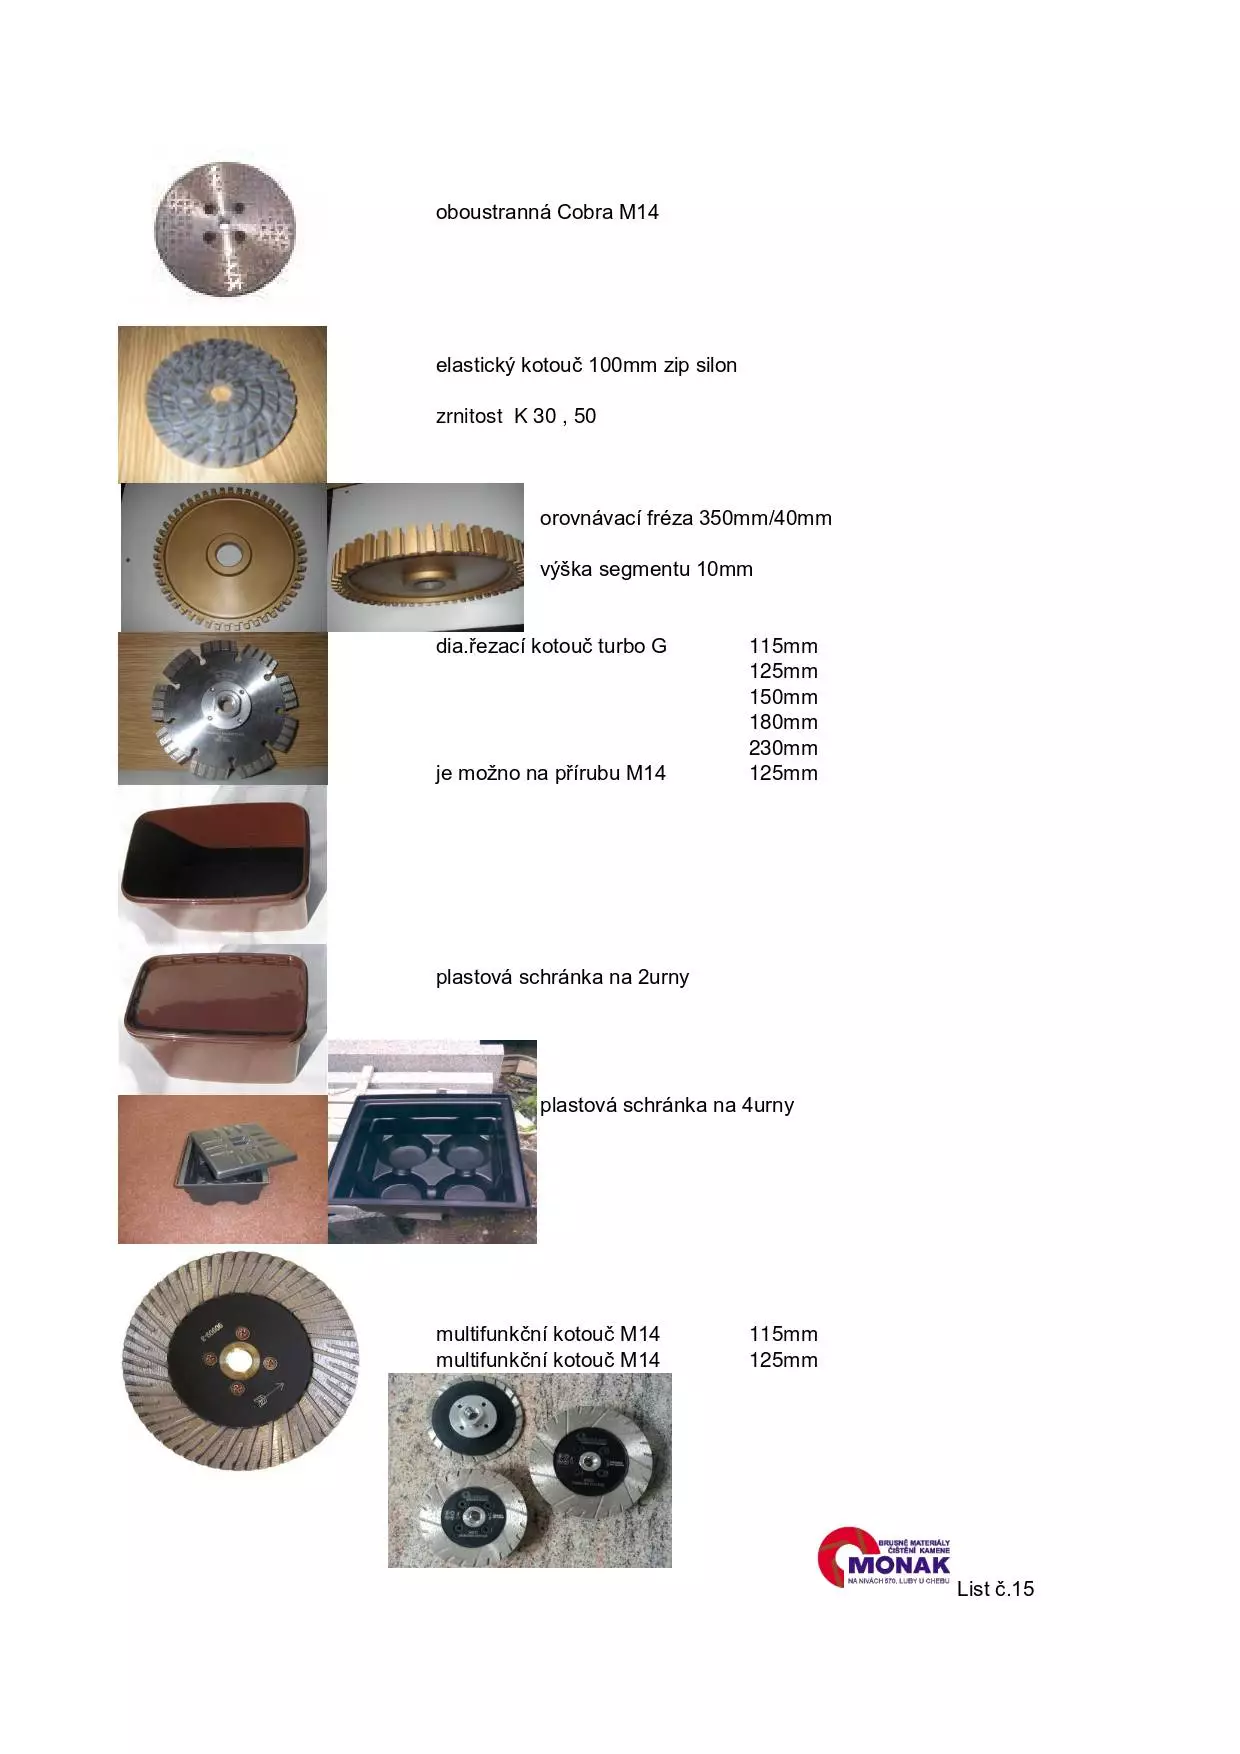 oboustranná Cobra M14
elastický kotouč 100mm zip silon
zrnitost K 30 , 50
orovnávací fréza 350mm/40mm
výška segmentu 10mm
dia.řezací kotouč turbo G 115mm
125mm
150mm
180mm
230mm
je možno na přírubu M14 125mm
plastová schránka na 2urny
plastová schránka na 4urny
multifunkční kotouč M14 115mm
multifunkční kotouč M14 125mm
BRUSNÉ MATERIÁLY
ČIŠTĚNÍ KAMENE
MONAK
NA NIVÁCH 570, LUBY U CHEBU
List č.15